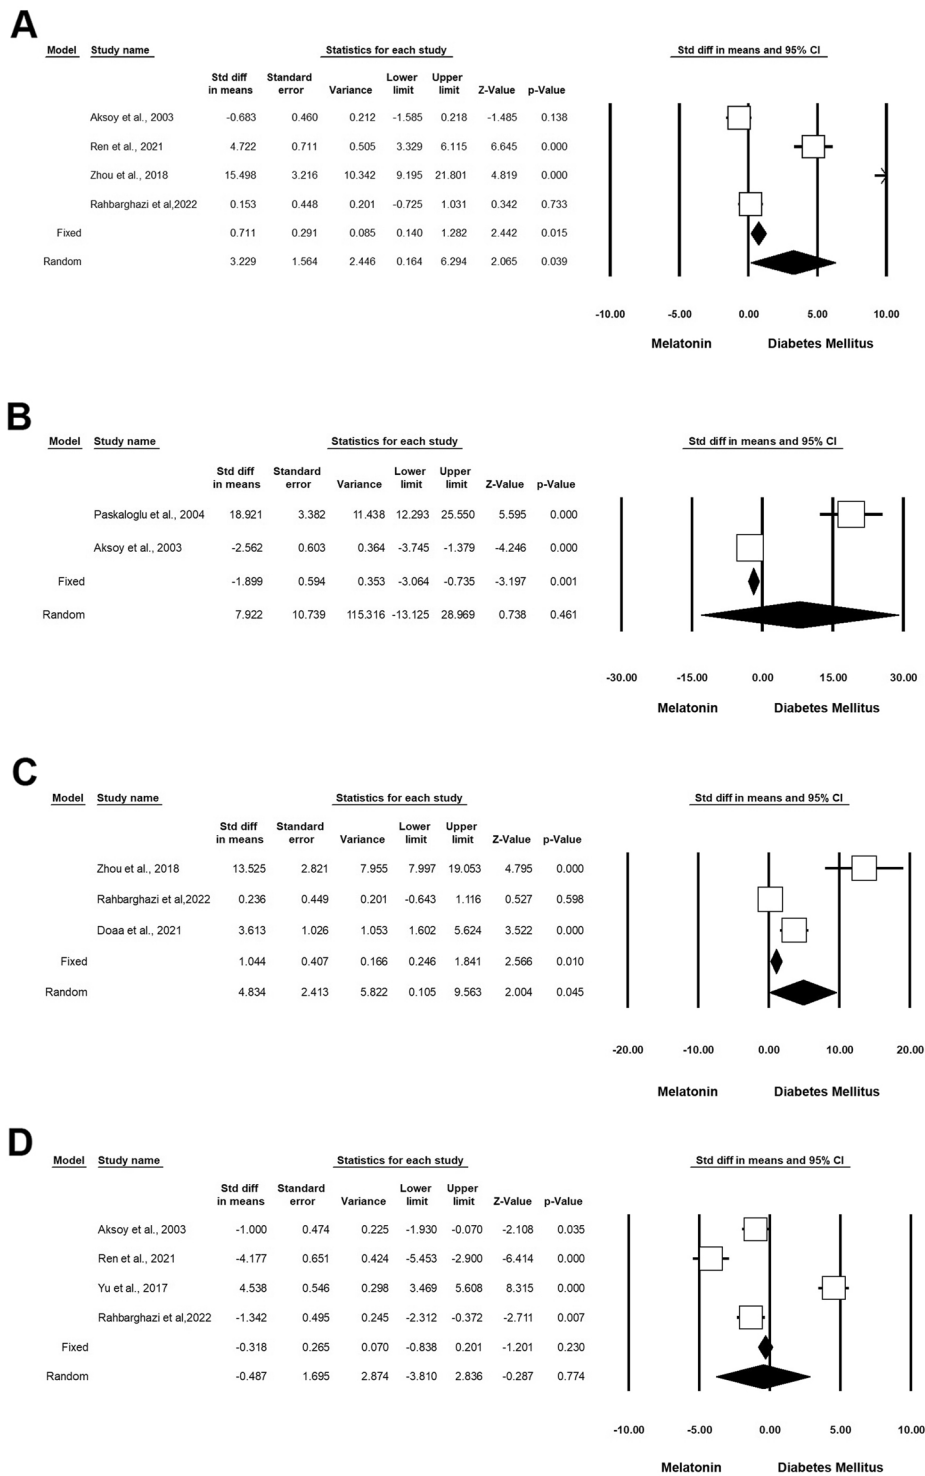 A
Model Study name Statistics for each study Std diff in means and 95% CI
Std diff Standard Lower Upper
in means error Variance limit limit Z-Value p-Value
Aksoy et al., 2003 -0.683 0.460 0.212 -1.585 0.218 -1.485 0.138
Ren et al., 2021 4.722 0.711 0.505 3.329 6.115 6.645 0.000
Zhou et al., 2018 15.498 3.216 10.342 9.195 21.801 4.819 0.000
Rahbarghazi et al,2022 0.153 0.448 0.201 -0.725 1.031 0.342 0.733
Fixed 0.711 0.291 0.085 0.140 1.282 2.442 0.015
Random 3.229 1.564 2.446 0.164 6.294 2.065 0.039
-10.00 -5.00 0.00 5.00 10.00
Melatonin Diabetes Mellitus
B
Model Study name Statistics for each study Std diff in means and 95% CI
Std diff Standard Lower Upper
in means error Variance limit limit Z-Value p-Value
Paskaloglu et al., 2004 18.921 3.382 11.438 12.293 25.550 5.595 0.000
Aksoy et al., 2003 -2.562 0.603 0.364 -3.745 -1.379 -4.246 0.000
Fixed -1.899 0.594 0.353 -3.064 -0.735 -3.197 0.001
Random 7.922 10.739 115.316 -13.125 28.969 0.738 0.461
-30.00 -15.00 0.00 15.00 30.00
Melatonin Diabetes Mellitus
C
Model Study name Statistics for each study Std diff in means and 95% CI
Std diff Standard Lower Upper
in means error Variance limit limit Z-Value p-Value
Zhou et al., 2018 13.525 2.821 7.955 7.997 19.053 4.795 0.000
Rahbarghazi et al,2022 0.236 0.449 0.201 -0.643 1.116 0.527 0.598
Doaa et al., 2021 3.613 1.026 1.053 1.602 5.624 3.522 0.000
Fixed 1.044 0.407 0.166 0.246 1.841 2.566 0.010
Random 4.834 2.413 5.822 0.105 9.563 2.004 0.045
-20.00 -10.00 0.00 10.00 20.00
Melatonin Diabetes Mellitus
D
Model Study name Statistics for each study Std diff in means and 95% CI
Std diff Standard Lower Upper
in means error Variance limit limit Z-Value p-Value
Aksoy et al., 2003 -1.000 0.474 0.225 -1.930 -0.070 -2.108 0.035
Ren et al., 2021 -4.177 0.651 0.424 -5.453 -2.900 -6.414 0.000
Yu et al., 2017 4.538 0.546 0.298 3.469 5.608 8.315 0.000
Rahbarghazi et al,2022 -1.342 0.495 0.245 -2.312 -0.372 -2.711 0.007
Fixed -0.318 0.265 0.070 -0.838 0.201 -1.201 0.230
Random -0.487 1.695 2.874 -3.810 2.836 -0.287 0.774
-10.00 -5.00 0.00 5.00 10.00
Melatonin Diabetes Mellitus